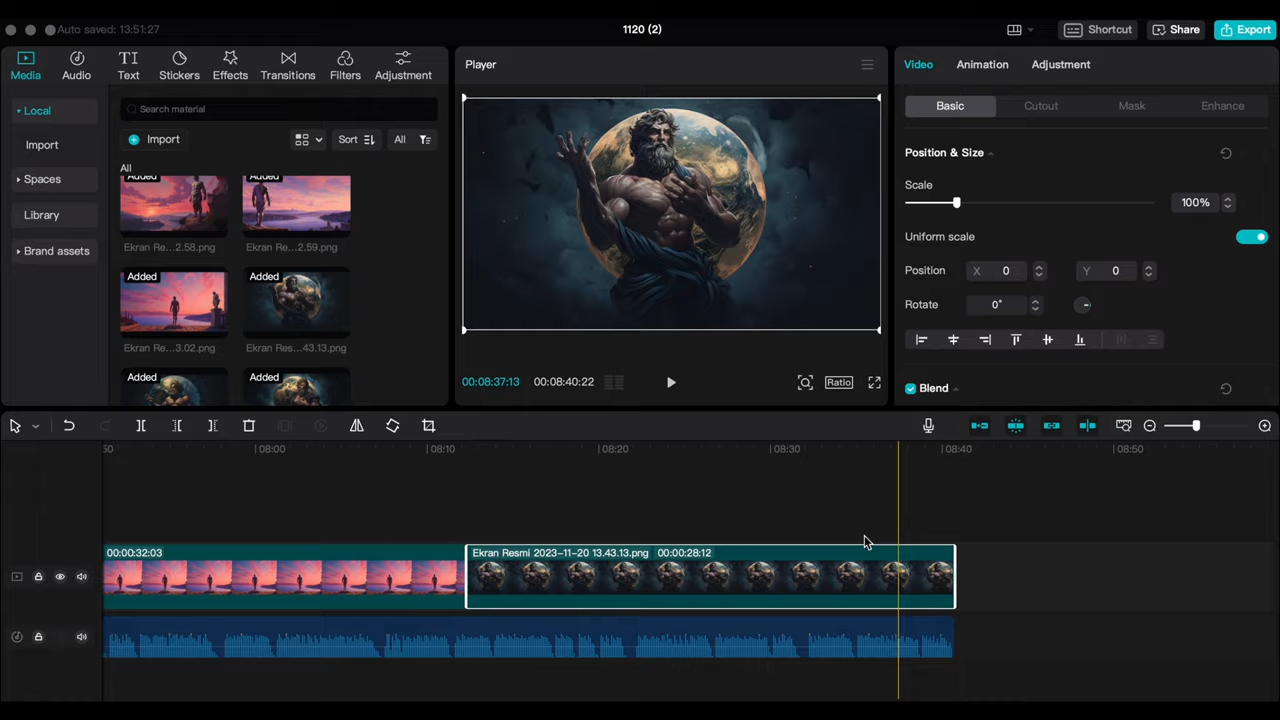 Auto saved: 13:51:27
1120 (2)
Shortcut
Share
Export
Media
Audio
TI
Text
Stickers
Effects
Transitions
Filters
Adjustment
Local
Import
Spaces
Library
Brand assets
Search material
Import
Sort
All
All
Added
Added
Ekran Re...2.58.png
Ekran Re...2.59.png
Added
Added
Ekran Re...3.02.png
Ekran Res...43.13.png
Added
Added
Player
00:08:37:13
00:08:40:22
Ratio
Video
Animation
Adjustment
Basic
Cutout
Mask
Enhance
Position & Size
Scale
100%
Uniform scale
Position
X 0
Y 0
Rotate
0°
Blend
50
08:00
08:10
08:20
08:30
08:40
08:50
00:00:32:03
Ekran Resmi 2023-11-20 13.43.13.png 00:00:28:12